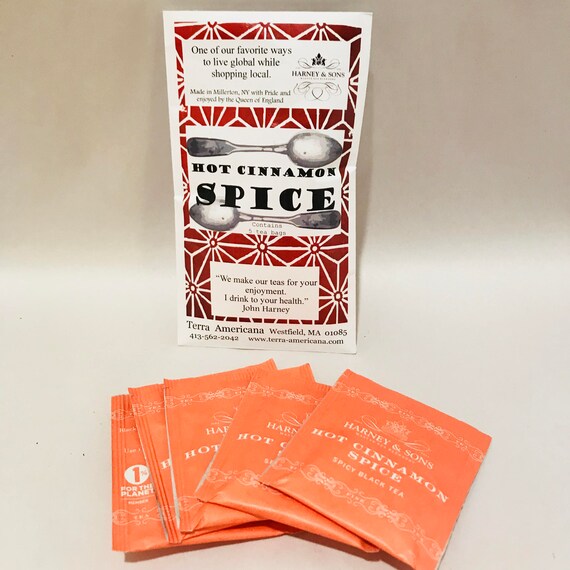 One of our favorite ways
to live global while
shopping local.
HARNEY & SONS
Made in Millerton, NY with Pride and
enjoyed by the Queen of England
HOT CINNAMON
SPICE
Contains
5 tea bags
“We make our teas for your
enjoyment.
I drink to your health.”
John Harney
Terra Americana Westfield, MA 01085
413-562-2042 www.terra-americana.com
1%
FOR THE
PLANET
MEMBER
HARNEY & SONS
HOT CINNAMON
SPICE
SPICY BLACK TEA